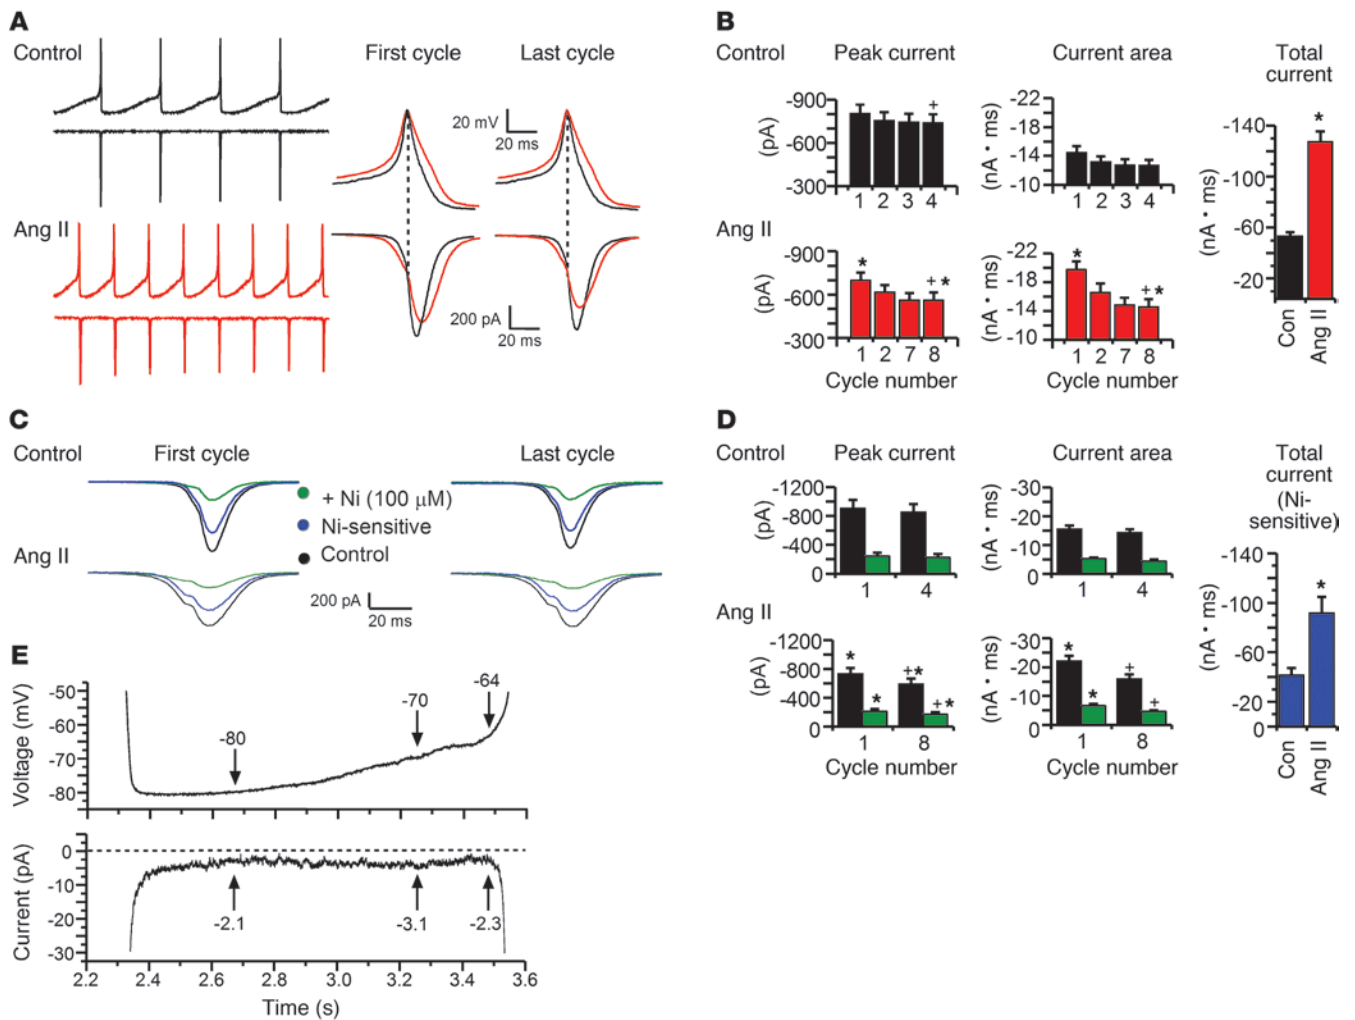 A
Control
First cycle
Last cycle
20 mV
20 ms
Ang II
200 pA
20 ms
B
Control
Peak current
Current area
Total
current
-900
-600
-300
(pA)
1 2 3 4
-22
-18
-14
-10
(nA • ms)
1 2 3 4
Ang II
-900
-600
-300
(pA)
*
+ *
+
1 2 7 8
Cycle number
-22
-18
-14
-10
(nA • ms)
*
+ *
1 2 7 8
Cycle number
-140
-100
-60
-20
(nA • ms)
*
Con
Ang II
C
Control
First cycle
Last cycle
+ Ni (100 μM)
Ni-sensitive
Control
Ang II
200 pA
20 ms
D
Control
Peak current
Current area
Total
current
(Ni-
sensitive)
-1200
-800
-400
0
(pA)
1 4
-30
-20
-10
0
(nA • ms)
1 4
Ang II
-1200
-800
-400
0
(pA)
*
*
+*
+ *
1 8
Cycle number
-30
-20
-10
0
(nA • ms)
*
*
+
+
1 8
Cycle number
-140
-100
-60
-20
0
(nA • ms)
*
Con
Ang II
E
-50
-60
-70
-80
Voltage (mV)
-80
-70
-64
0
-10
-20
-30
Current (pA)
-2.1
-3.1
-2.3
2.2 2.4 2.6 2.8 3.0 3.2 3.4 3.6
Time (s)